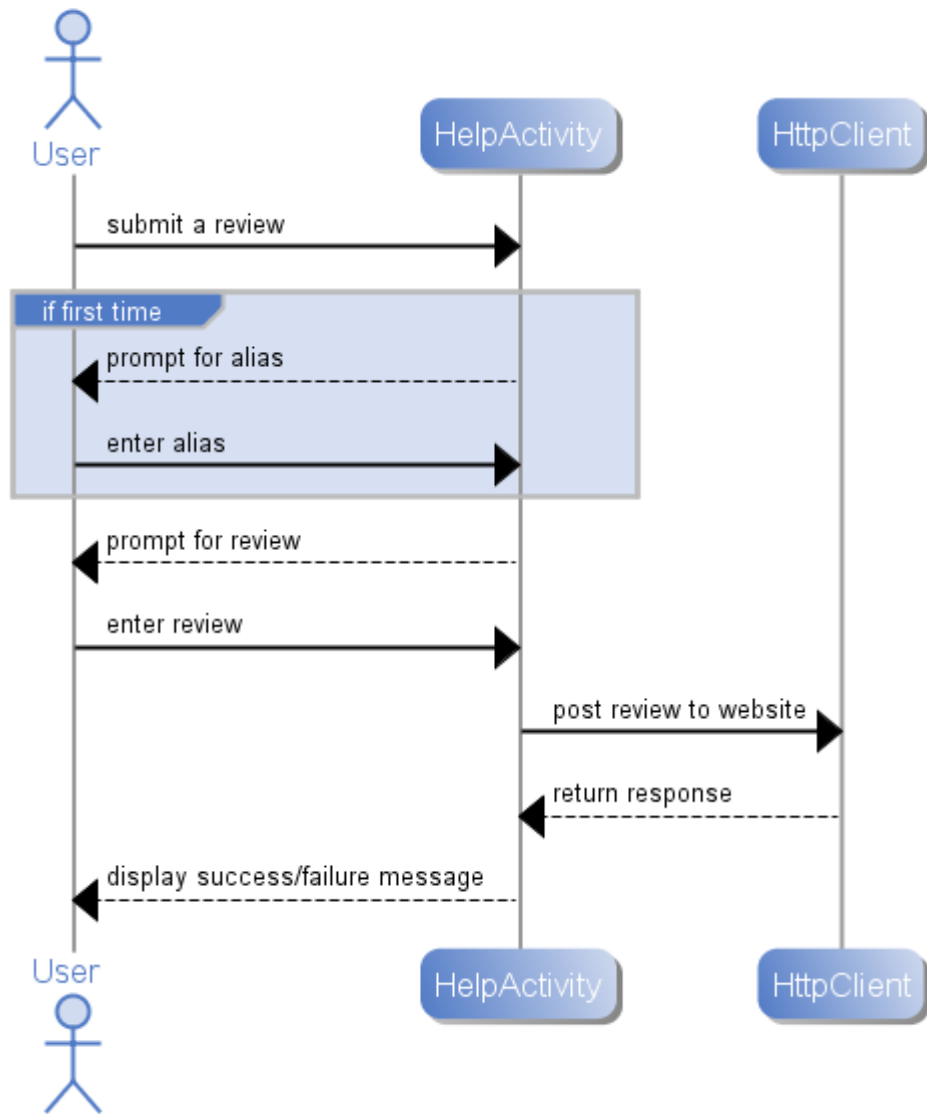 User
HelpActivity
HttpClient
submit a review
if first time
prompt for alias
enter alias
prompt for review
enter review
post review to website
return response
display success/failure message
User
HelpActivity
HttpClient